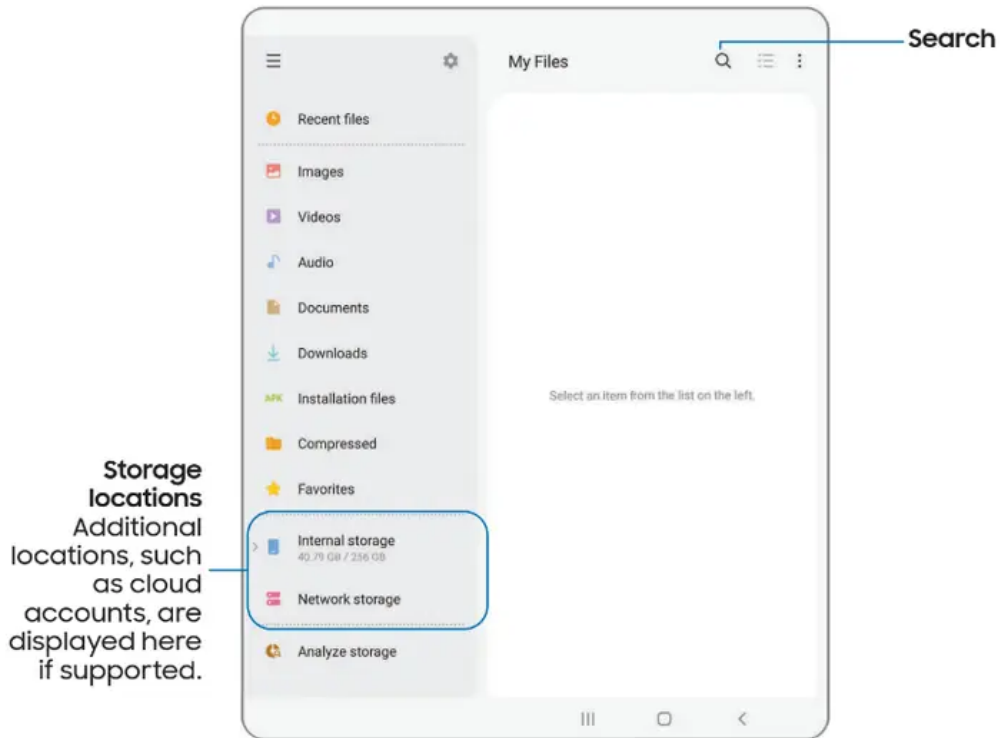 Search
My Files
Recent files
Images
Videos
Audio
Documents
Downloads
APK Installation files
Compressed
Favorites
Internal storage
40.79 GB / 256 GB
Network storage
Analyze storage
Select an item from the list on the left.
Storage
locations
Additional
locations, such
as cloud
accounts, are
displayed here
if supported.